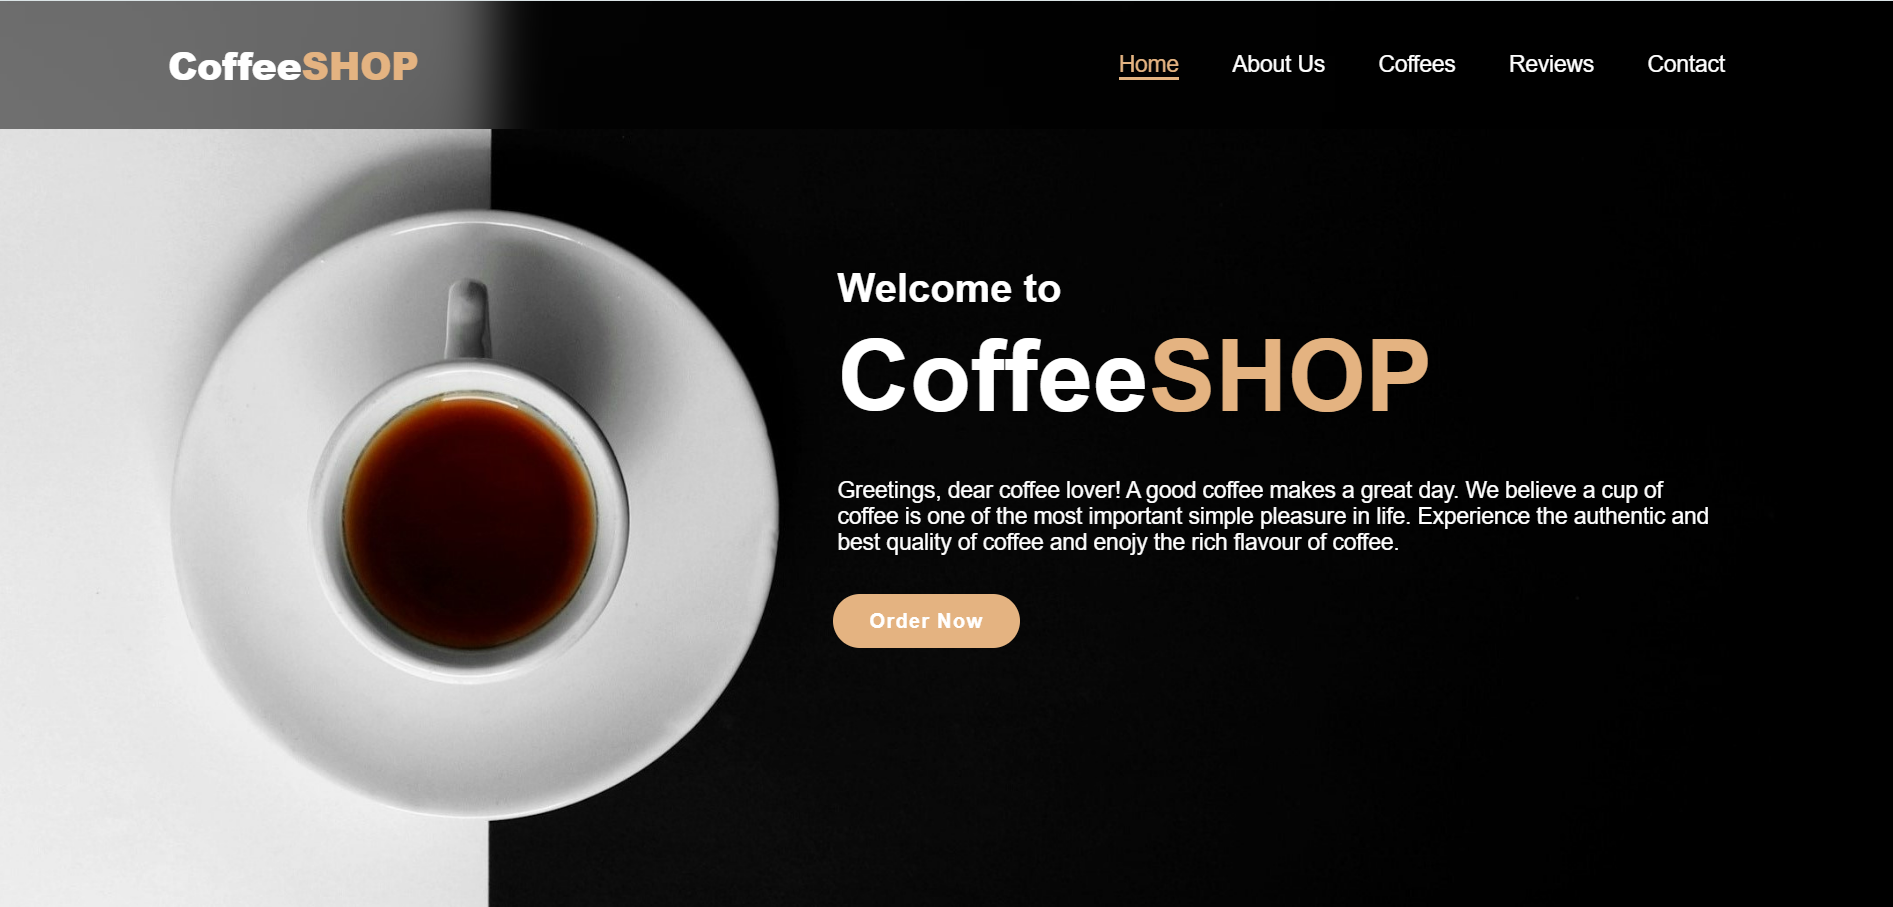 CoffeeSHOP
Home About Us Coffees Reviews Contact
Welcome to
CoffeeSHOP
Greetings, dear coffee lover! A good coffee makes a great day. We believe a cup of
coffee is one of the most important simple pleasure in life. Experience the authentic and
best quality of coffee and enojy the rich flavour of coffee.
Order Now